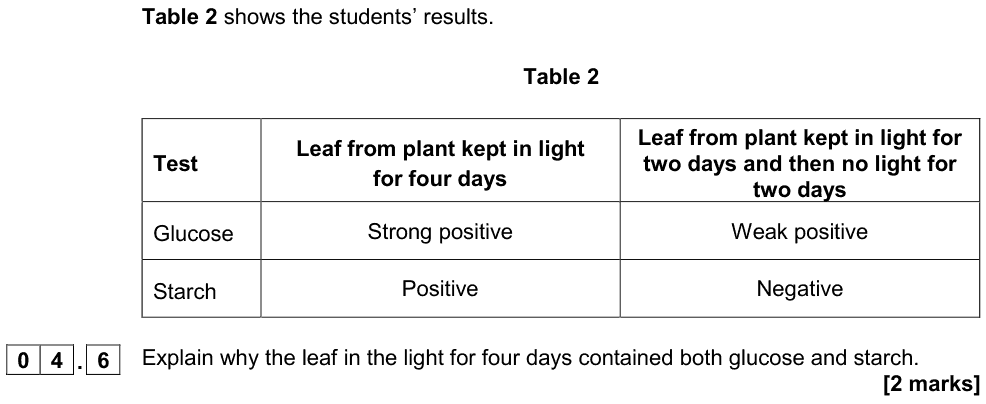 Table 2 shows the students’ results.
Table 2
Test
Leaf from plant kept in light
for four days
Leaf from plant kept in light for
two days and then no light for
two days
Glucose
Strong positive
Weak positive
Starch
Positive
Negative
0 4 . 6 Explain why the leaf in the light for four days contained both glucose and starch.
[2 marks]